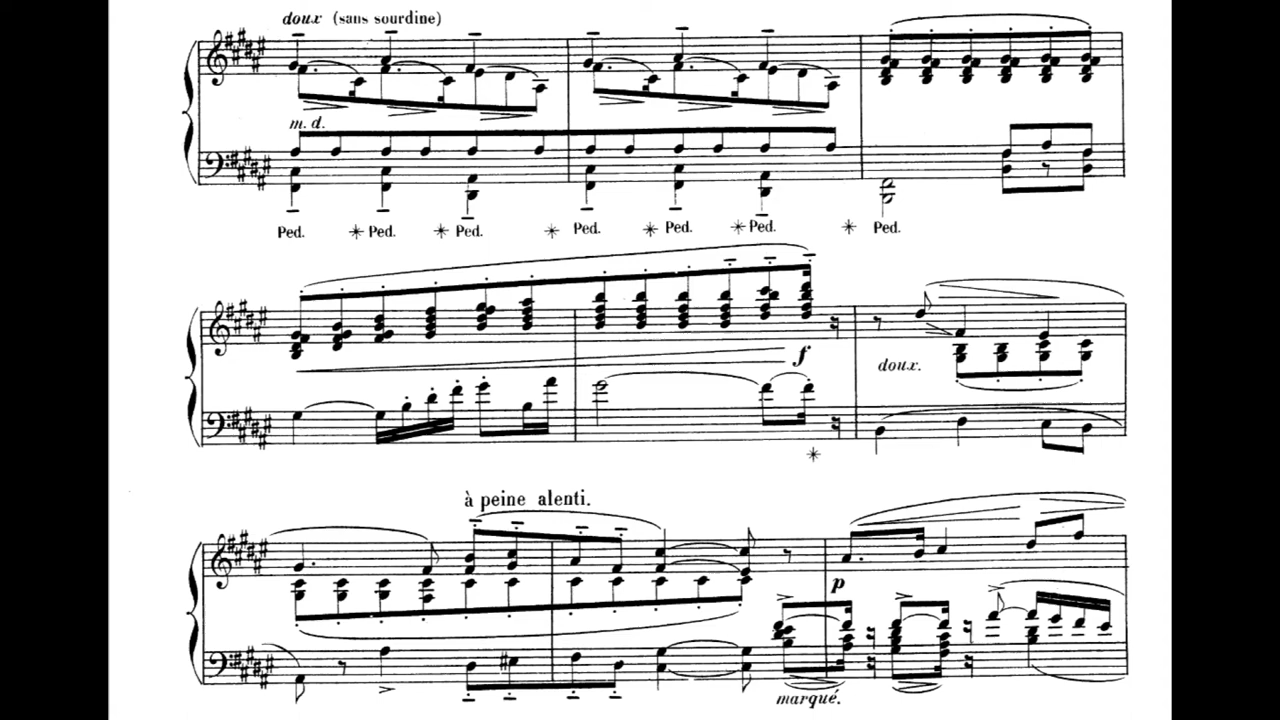 doux (sans sourdine)
m. d.
Ped. Ped. Ped. Ped. Ped. Ped. Ped.
f
doux.
à peine alenti.
p
marqué.